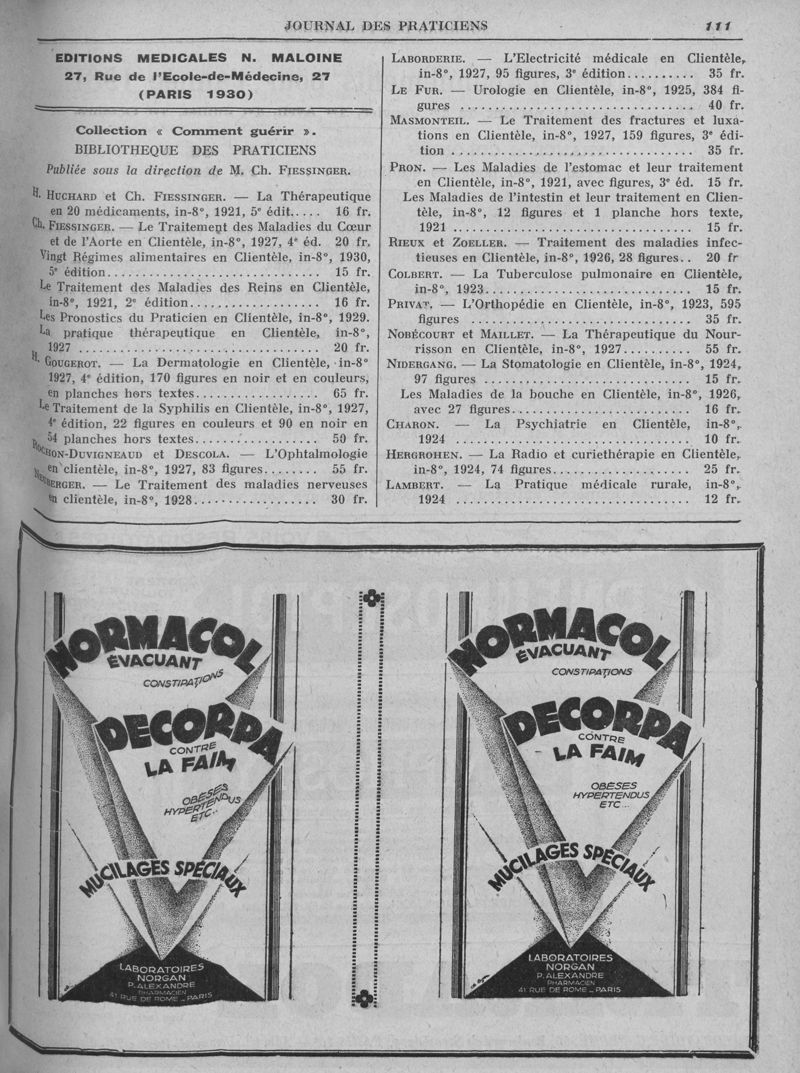 JOURNAL DES PRATICIENS 111
EDITIONS MEDICALES N. MALOINE
27, Rue de l'Ecole-de-Médecine, 27
(PARIS 1930)
Collection « Comment guérir ».
BIBLIOTHEQUE DES PRATICIENS
Publiée sous la direction de M. Ch. FIESSINGER.
H. HUCHARD et Ch. FIESSINGER. — La Thérapeutique
en 20 médicaments, in-8°, 1921, 5e édit..... 16 fr.
Ch. FIESSINGER. — Le Traitement des Maladies du Cœur
et de l'Aorte en Clientèle, in-8°, 1927, 4e éd. 20 fr.
Vingt Régimes alimentaires en Clientèle, in-8°, 1930,
5e édition................................ 15 fr.
Le Traitement des Maladies des Reins en Clientèle,
in-8°, 1921, 2e édition.................... 16 fr.
Les Pronostics du Praticien en Clientèle, in-8°, 1929.
La pratique thérapeutique en Clientèle, in-8°,
1927 .................................... 20 fr.
H. GOUGEROT. — La Dermatologie en Clientèle, in-8°
1927, 4e édition, 170 figures en noir et en couleurs,
en planches hors textes.................. 65 fr.
Le Traitement de la Syphilis en Clientèle, in-8°, 1927,
4e édition, 22 figures en couleurs et 90 en noir en
54 planches hors textes................... 50 fr.
ROCHON-DUVIGNEAUD et DESCOLA. — L'Ophtalmologie
en clientèle, in-8°, 1927, 83 figures........ 55 fr.
NEUBERGER. — Le Traitement des maladies nerveuses
en clientèle, in-8°, 1928.................. 30 fr.
LABORDERIE. — L'Electricité médicale en Clientèle,
in-8°, 1927, 95 figures, 3e édition.......... 35 fr.
LE FUR. — Urologie en Clientèle, in-8°, 1925, 384 fi-
gures ................................... 40 fr.
MASMONTEIL. — Le Traitement des fractures et luxa-
tions en Clientèle, in-8°, 1927, 159 figures, 3e édi-
tion .................................... 35 fr.
PRON. — Les Maladies de l'estomac et leur traitement
en Clientèle, in-8°, 1921, avec figures, 3e éd. 15 fr.
Les Maladies de l'intestin et leur traitement en Clien-
tèle, in-8°, 12 figures et 1 planche hors texte,
1921 .................................... 15 fr.
RIEUX et ZOELLER. — Traitement des maladies infec-
tieuses en Clientèle, in-8°, 1926, 28 figures.. 20 fr
COLBERT. — La Tuberculose pulmonaire en Clientèle,
in-8°, 1923............................... 15 fr.
PRIVAT. — L'Orthopédie en Clientèle, in-8°, 1923, 595
figures .................................. 35 fr.
NOBÉCOURT et MAILLET. — La Thérapeutique du Nour-
risson en Clientèle, in-8°, 1927.......... 55 fr.
NIDERGANG. — La Stomatologie en Clientèle, in-8°, 1924,
97 figures ............................... 15 fr.
Les Maladies de la bouche en Clientèle, in-8°, 1926,
avec 27 figures........................... 16 fr.
CHARON. — La Psychiatrie en Clientèle, in-8°,
1924 .................................... 10 fr.
HERGROHEN. — La Radio et curiethérapie en Clientèle,
in-8°, 1924, 74 figures..................... 25 fr.
LAMBERT. — La Pratique médicale rurale, in-8°,
1924 .................................... 12 fr.
NORMACOL
ÉVACUANT
CONSTIPATIONS
DECORPA
CONTRE
LA FAIM
OBÈSES
HYPERTENDUS
ETC...
MUCILAGES SPÉCIAUX
LABORATOIRES
NORGAN
P. ALEXANDRE
PHARMACIEN
41 RUE DE ROME _ PARIS
NORMACOL
ÉVACUANT
CONSTIPATIONS
DECORPA
CONTRE
LA FAIM
OBÈSES
HYPERTENDUS
ETC...
MUCILAGES SPÉCIAUX
LABORATOIRES
NORGAN
P. ALEXANDRE
PHARMACIEN
41 RUE DE ROME _ PARIS